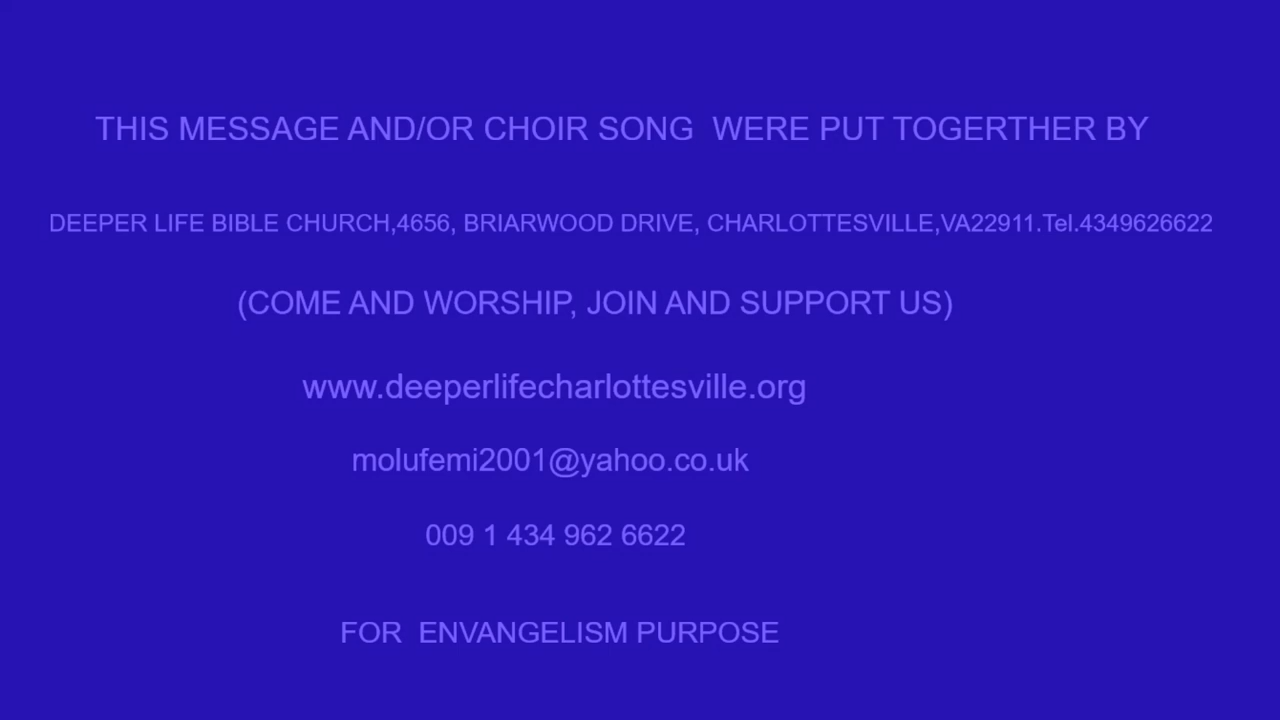 THIS MESSAGE AND/OR CHOIR SONG  WERE PUT TOGERTHER BY
DEEPER LIFE BIBLE CHURCH,4656, BRIARWOOD DRIVE, CHARLOTTESVILLE,VA22911.Tel.4349626622
(COME AND WORSHIP, JOIN AND SUPPORT US)
www.deeperlifecharlottesville.org
molufemi2001@yahoo.co.uk
009 1 434 962 6622
FOR  ENVANGELISM PURPOSE